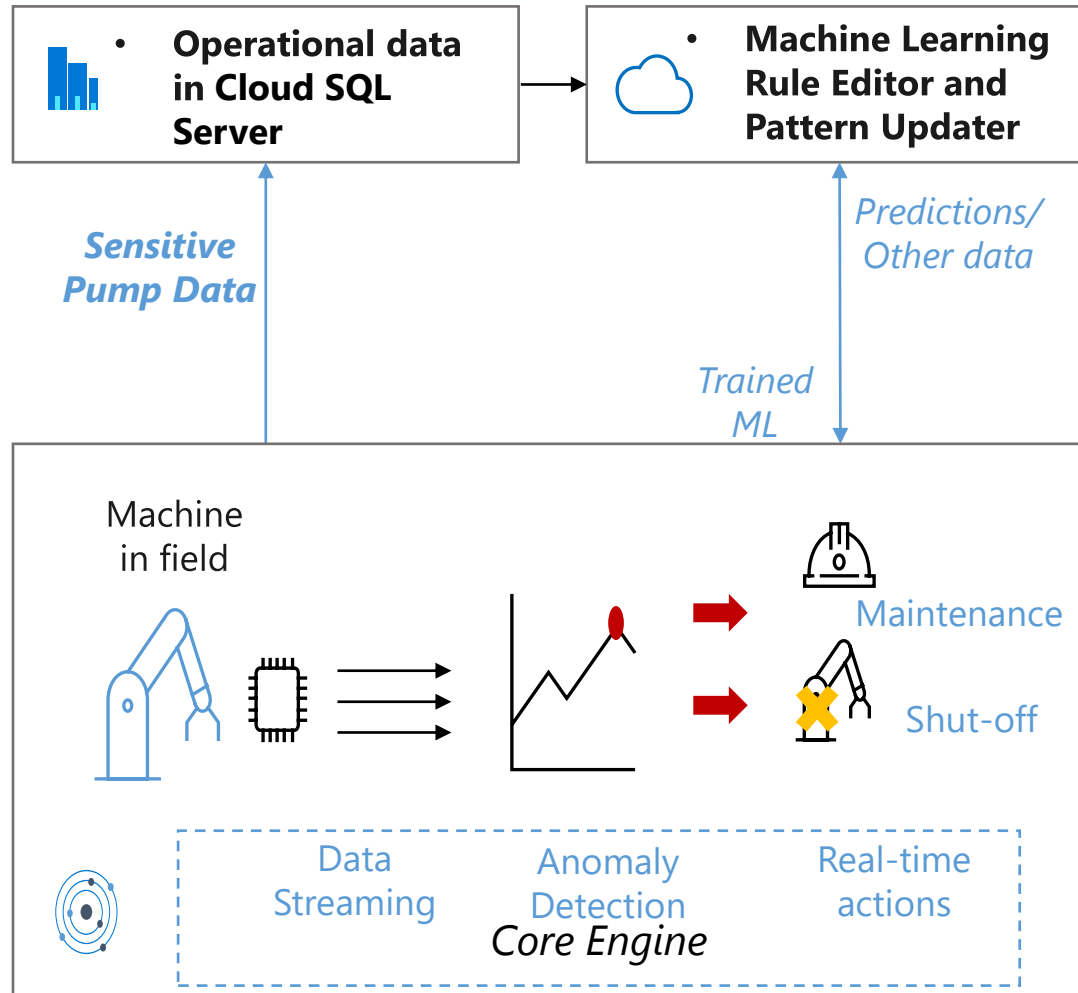 • Operational data
in Cloud SQL
Server
• Machine Learning
Rule Editor and
Pattern Updater
Sensitive
Pump Data
Predictions/
Other data
Trained
ML
Machine
in field
Maintenance
Shut-off
Data
Streaming
Anomaly
Detection
Real-time
actions
Core Engine